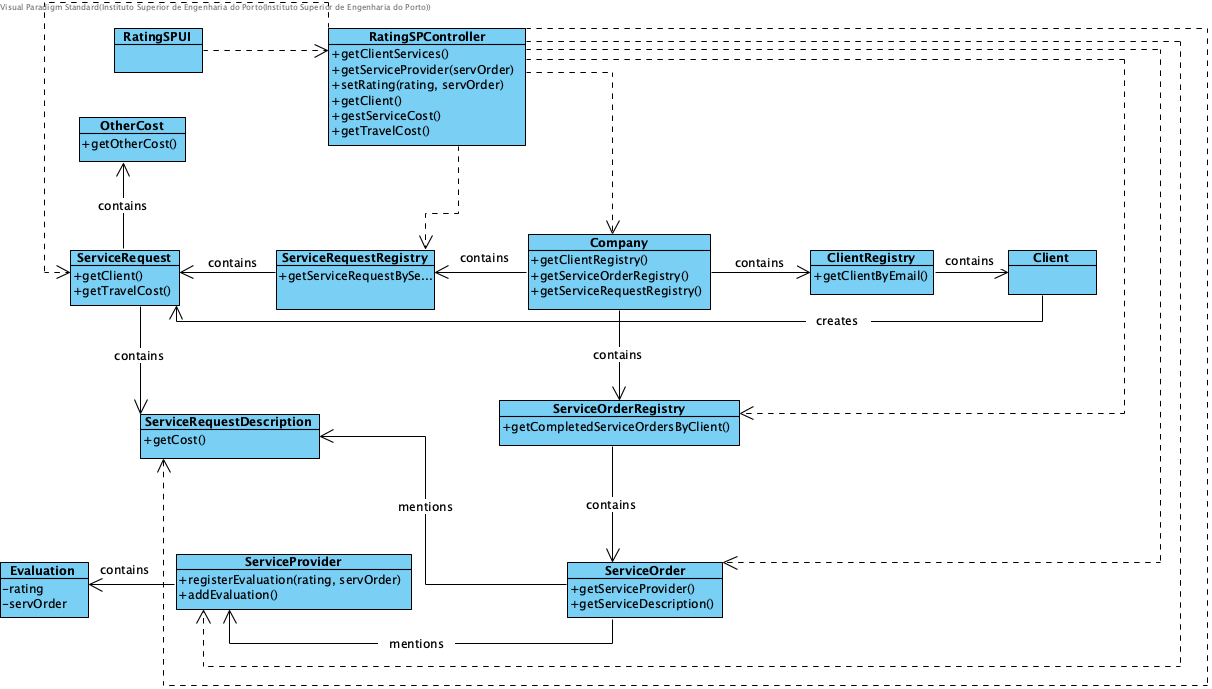 Visual Paradigm Standard(Instituto Superior de Engenharia do Porto(Instituto Superior de Engenharia do Porto))
RatingSPUI
RatingSPController
+getClientServices()
+getServiceProvider(servOrder)
+setRating(rating, servOrder)
+getClient()
+gestServiceCost()
+getTravelCost()
OtherCost
+getOtherCost()
contains
ServiceRequest
+getClient()
+getTravelCost()
contains
ServiceRequestRegistry
+getServiceRequestBySe...
contains
Company
+getClientRegistry()
+getServiceOrderRegistry()
+getServiceRequestRegistry()
contains
ClientRegistry
+getClientByEmail()
contains
Client
creates
contains
contains
ServiceRequestDescription
+getCost()
ServiceOrderRegistry
+getCompletedServiceOrdersByClient()
mentions
contains
Evaluation
-rating
-servOrder
contains
ServiceProvider
+registerEvaluation(rating, servOrder)
+addEvaluation()
ServiceOrder
+getServiceProvider()
+getServiceDescription()
mentions